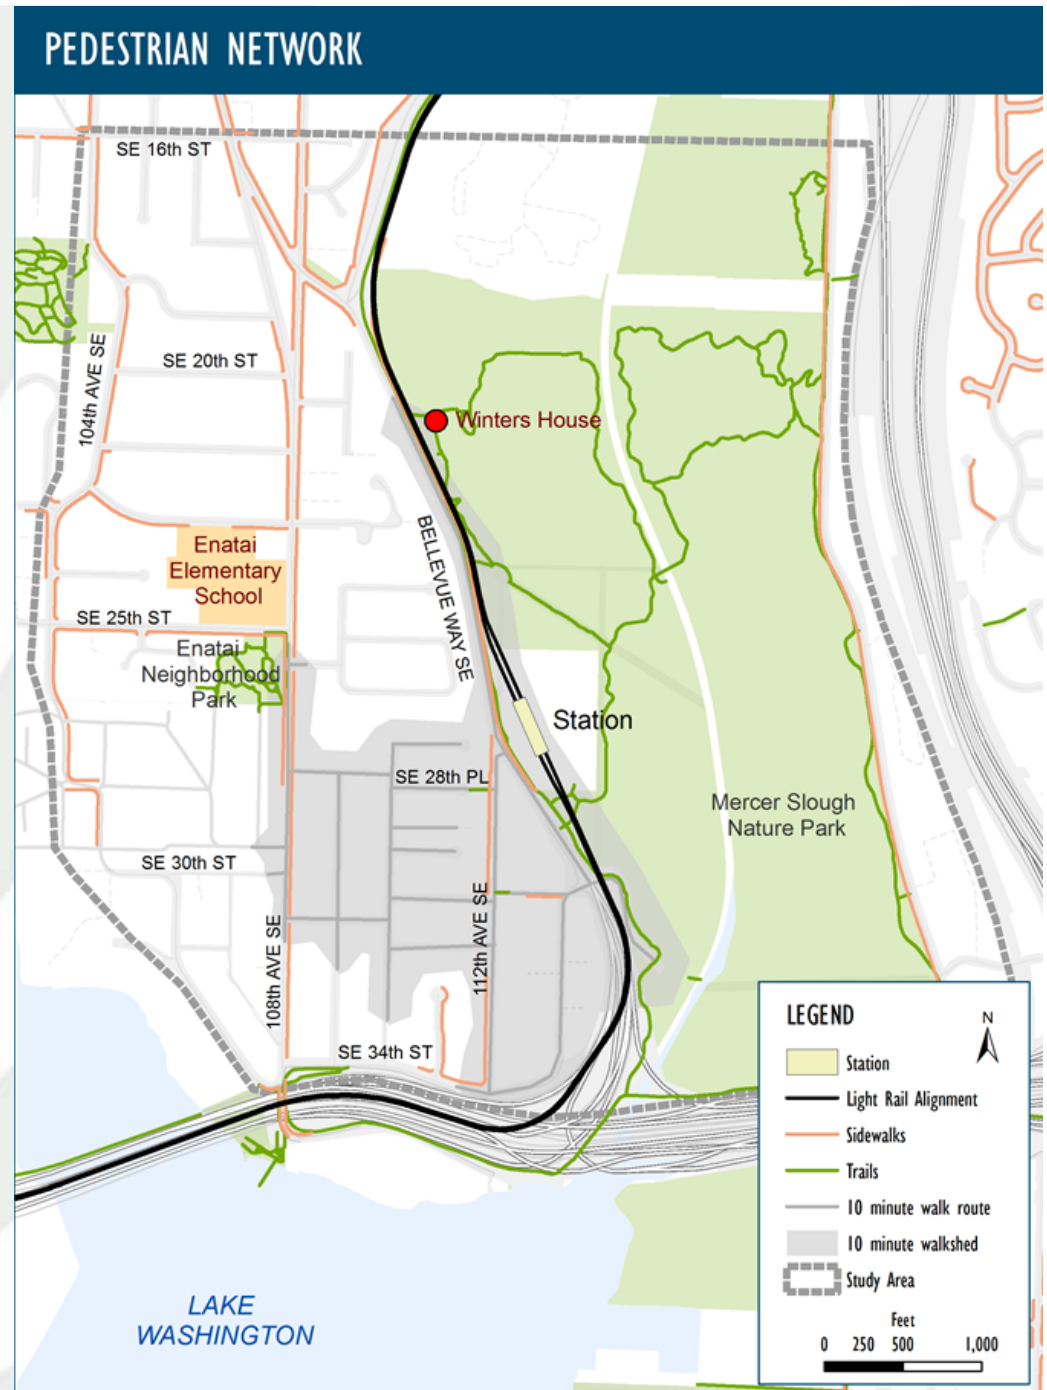 PEDESTRIAN NETWORK
SE 16th ST
SE 20th ST
104th AVE SE
Winters House
BELLEVUE WAY SE
Enatai
Elementary
School
SE 25th ST
Enatai
Neighborhood
Park
Station
SE 28th PL
Mercer Slough
Nature Park
SE 30th ST
112th AVE SE
108th AVE SE
SE 34th ST
LAKE
WASHINGTON
LEGEND
N
Station
Light Rail Alignment
Sidewalks
Trails
10 minute walk route
10 minute walkshed
Study Area
Feet
0 250 500 1,000